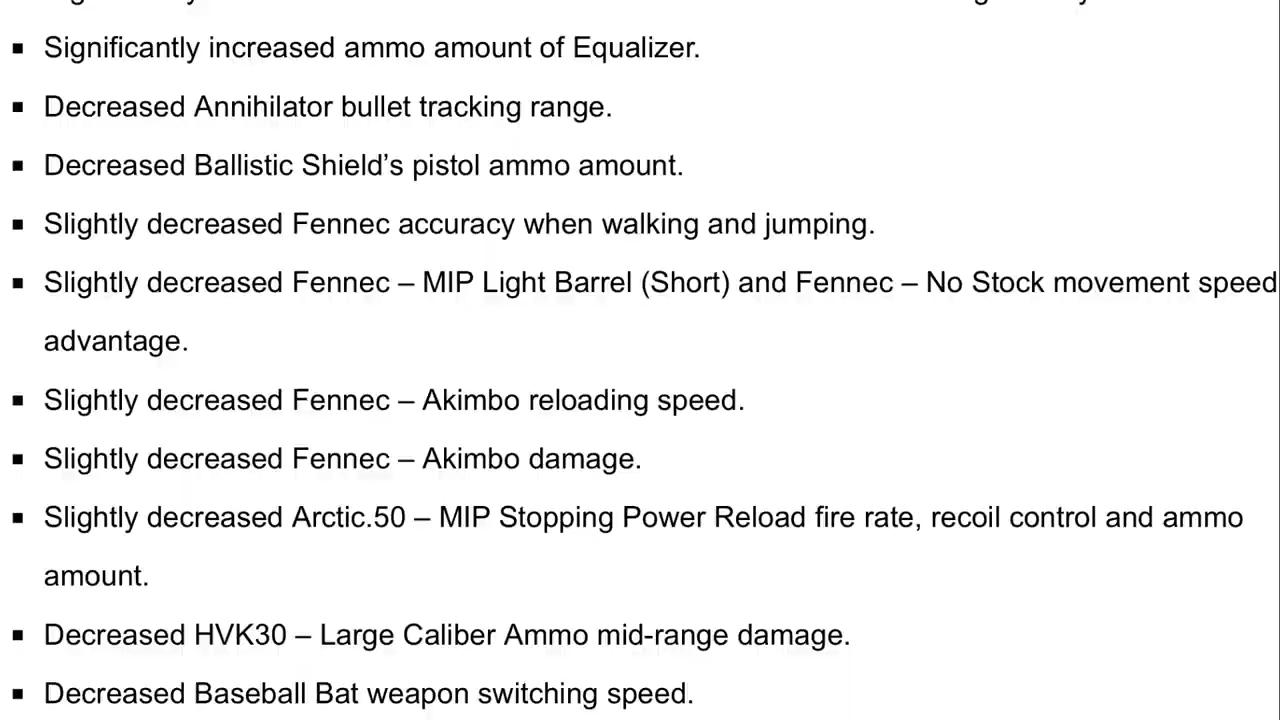 ▪ Significantly increased ammo amount of Equalizer.
▪ Decreased Annihilator bullet tracking range.
▪ Decreased Ballistic Shield’s pistol ammo amount.
▪ Slightly decreased Fennec accuracy when walking and jumping.
▪ Slightly decreased Fennec – MIP Light Barrel (Short) and Fennec – No Stock movement speed
advantage.
▪ Slightly decreased Fennec – Akimbo reloading speed.
▪ Slightly decreased Fennec – Akimbo damage.
▪ Slightly decreased Arctic.50 – MIP Stopping Power Reload fire rate, recoil control and ammo
amount.
▪ Decreased HVK30 – Large Caliber Ammo mid-range damage.
▪ Decreased Baseball Bat weapon switching speed.